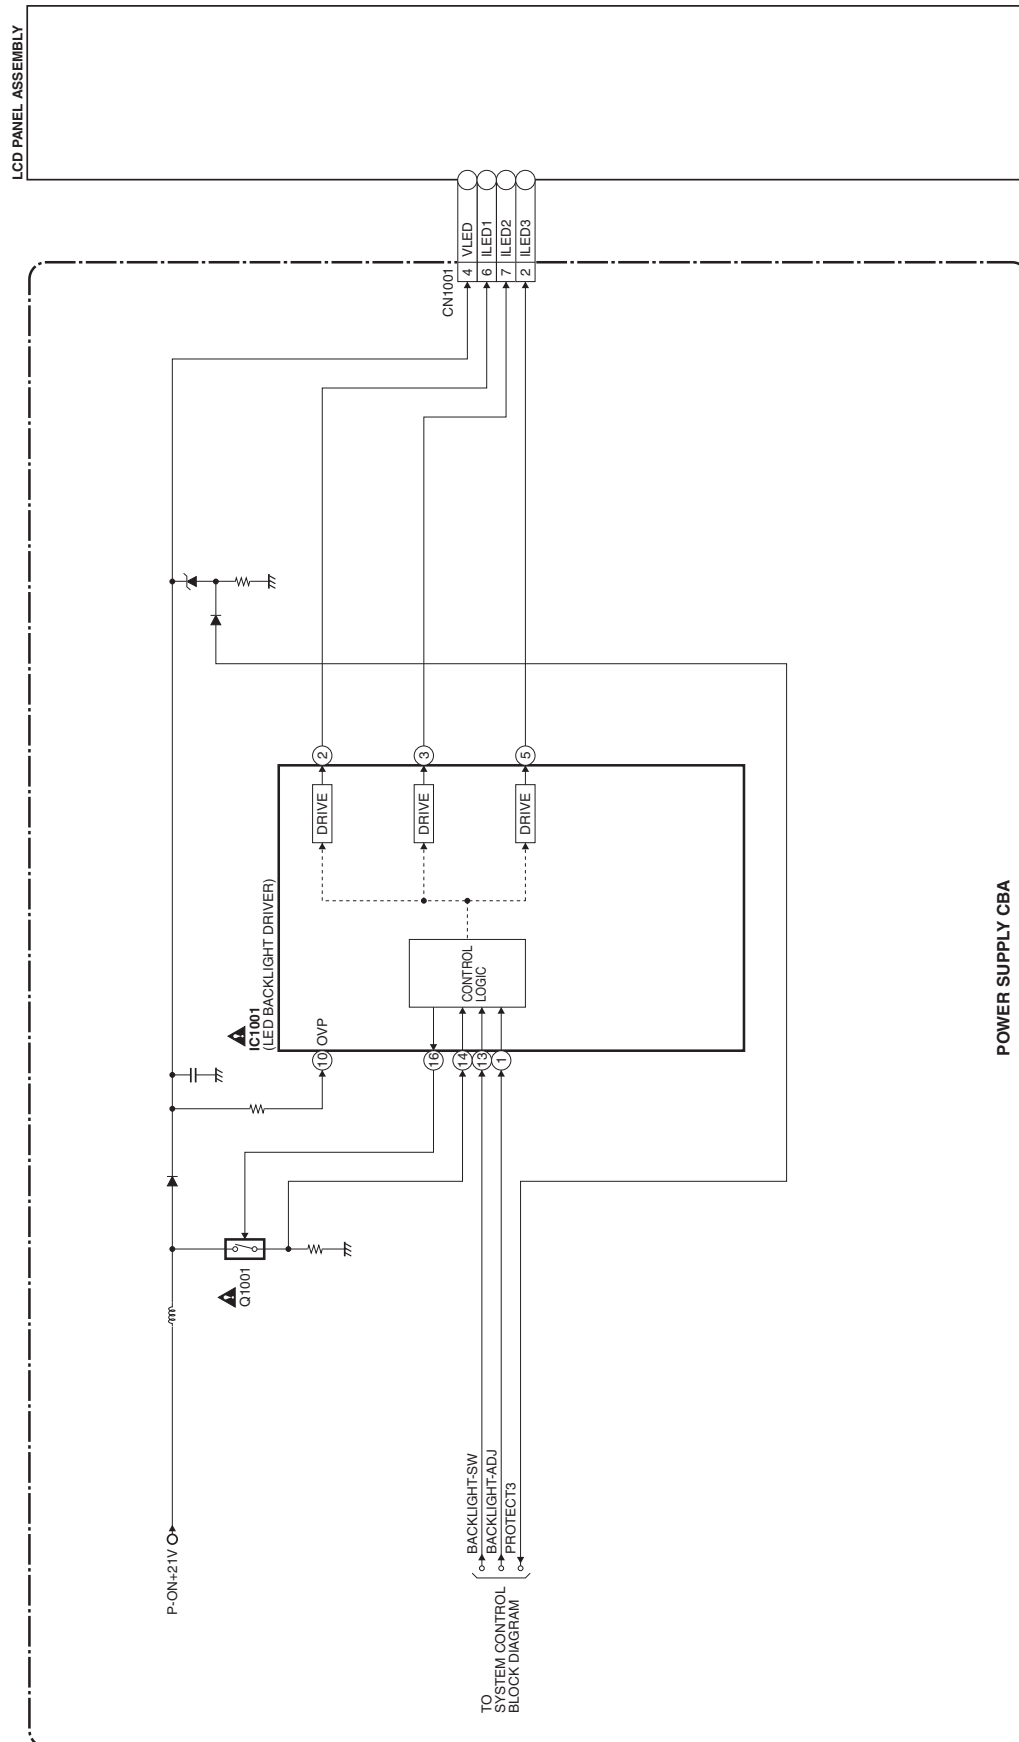 LCD PANEL ASSEMBLY
CN1001
4 VLED
6 ILED1
7 ILED2
2 ILED3
2
3
5
DRIVE
DRIVE
DRIVE
IC1001
(LED BACKLIGHT DRIVER)
CONTROL
LOGIC
10 OVP
16
14
13
1
Q1001
P-ON+21V
BACKLIGHT-SW
BACKLIGHT-ADJ
PROTECT3
TO
SYSTEM CONTROL
BLOCK DIAGRAM
POWER SUPPLY CBA